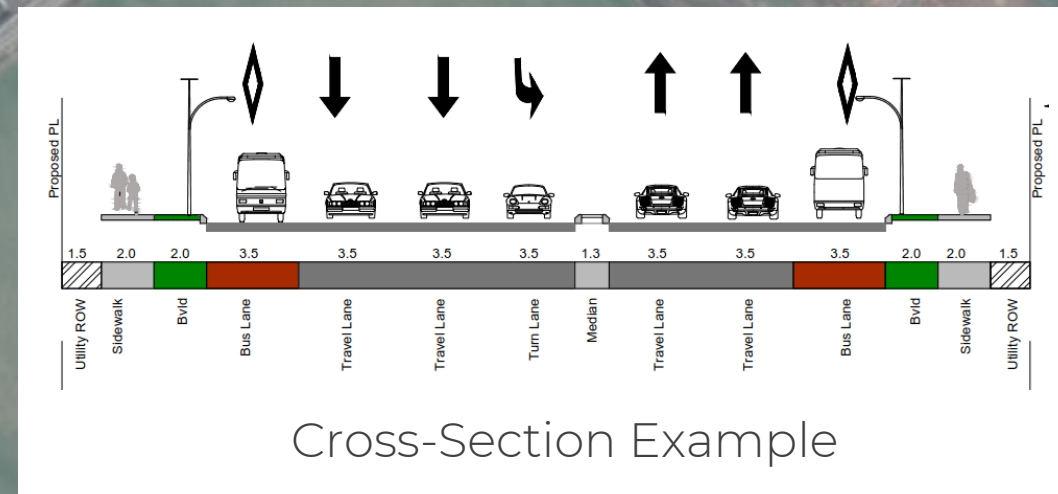 Proposed PL
Proposed PL
1.5 2.0 2.0 3.5 3.5 3.5 3.5 1.3 3.5 3.5 3.5 2.0 2.0 1.5
Utility ROW
Sidewalk
Bvld
Bus Lane
Travel Lane
Travel Lane
Turn Lane
Median
Travel Lane
Travel Lane
Bus Lane
Bvld
Sidewalk
Utility ROW
Cross-Section Example